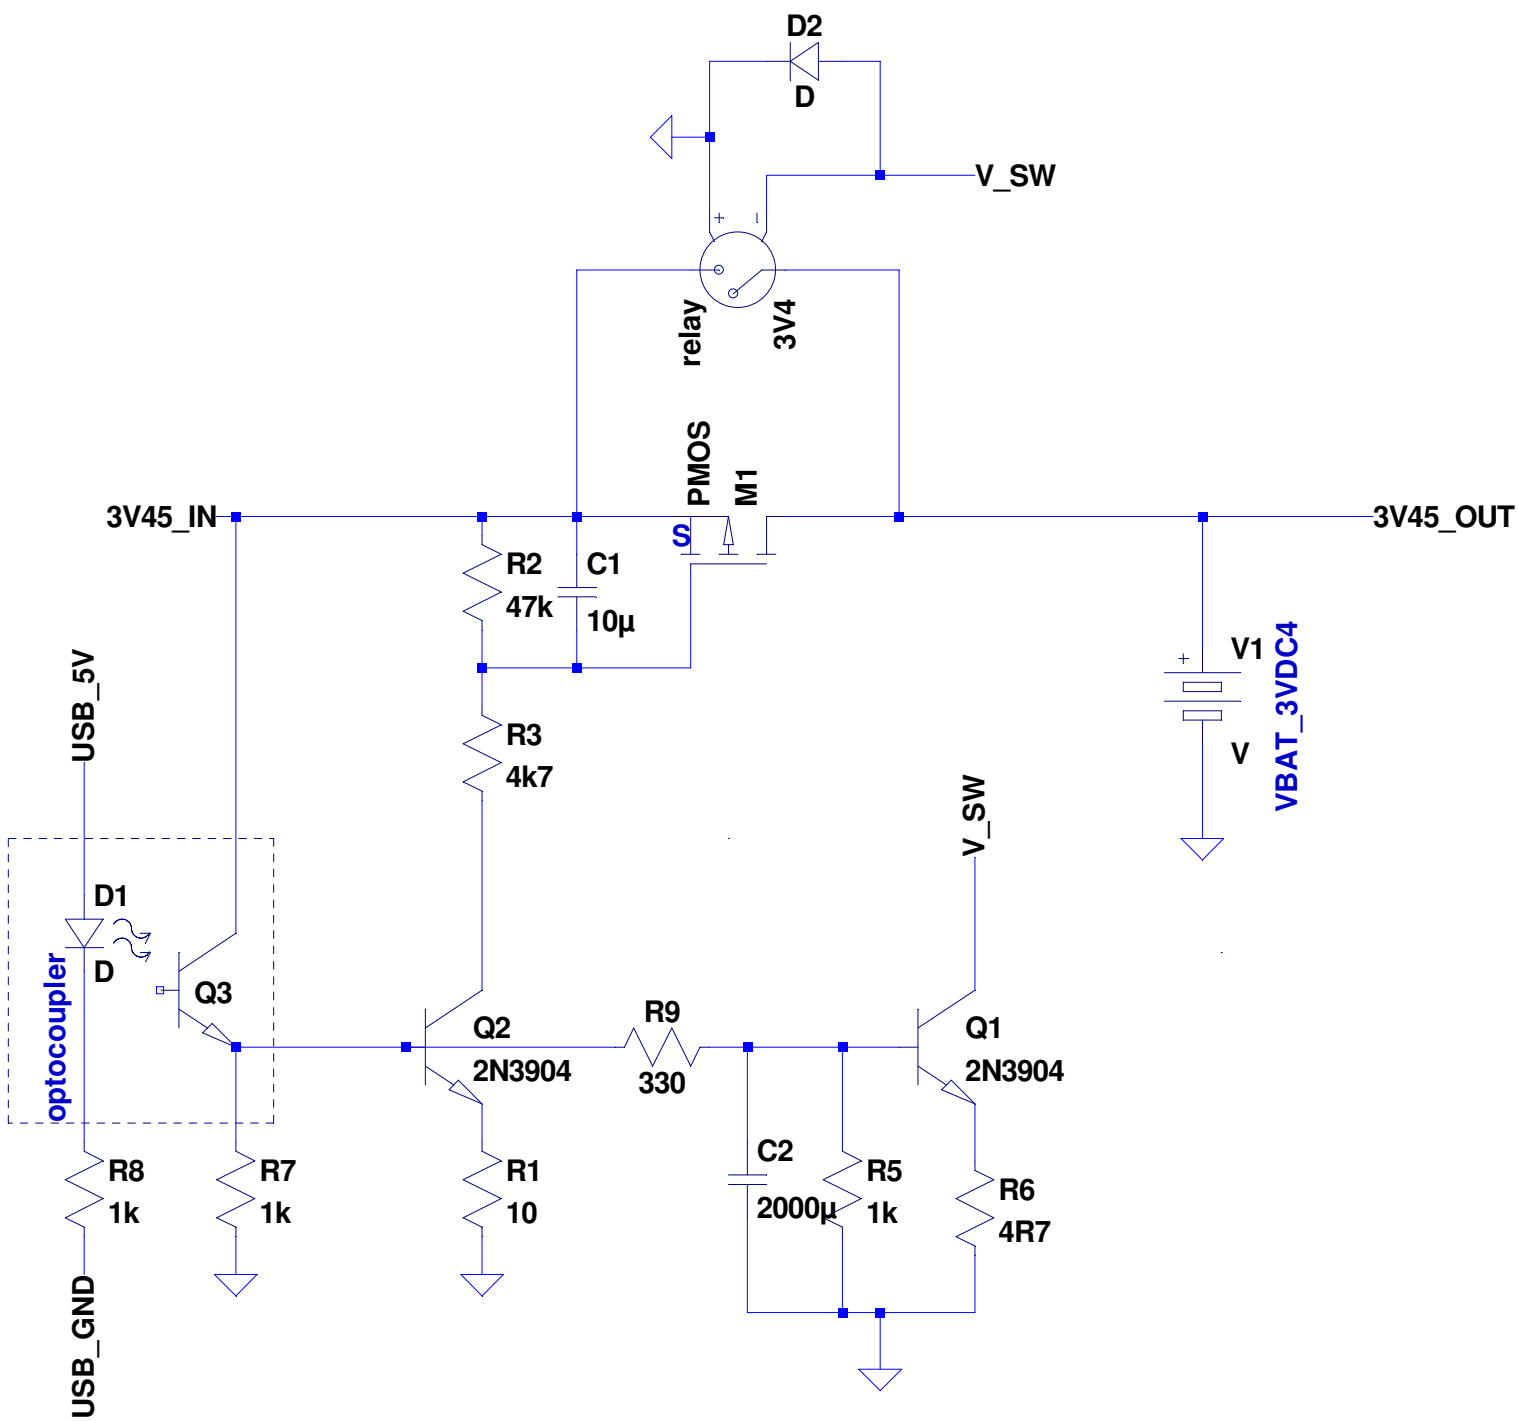 D2
D
V_SW
+
-
relay
3V4
PMOS
M1
3V45_IN
S
3V45_OUT
R2
47k
C1
10µ
USB_5V
R3
4k7
+
V1
V
VBAT_3VDC4
V_SW
D1
D
optocoupler
Q3
Q2
2N3904
R9
330
Q1
2N3904
R8
1k
R7
1k
R1
10
C2
2000µ
R5
1k
R6
4R7
USB_GND